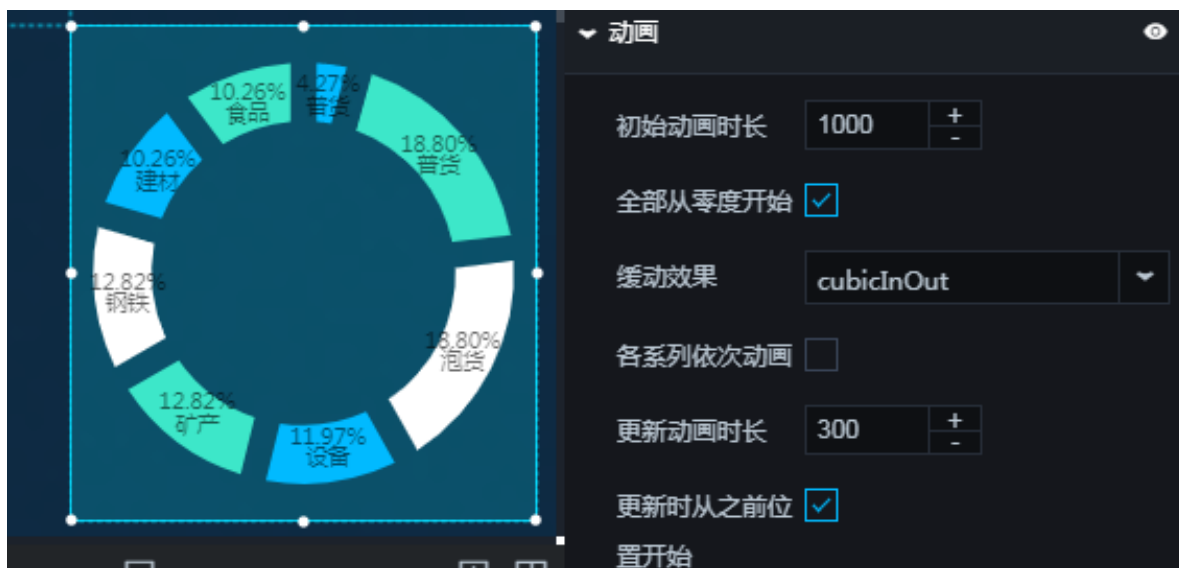 10.26%
食品
4.27%
普货
18.80%
普货
10.26%
建材
12.82%
钢铁
18.80%
泡货
12.82%
矿产
11.97%
设备
动画
初始动画时长 1000 + -
全部从零度开始
缓动效果 cubicInOut
各系列依次动画
更新动画时长 300 + -
更新时从之前位
置开始